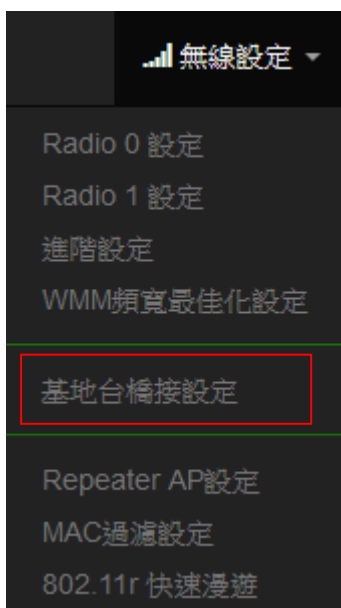 無線設定
Radio 0 設定
Radio 1 設定
進階設定
WMM頻寬最佳化設定
基地台橋接設定
Repeater AP設定
MAC過濾設定
802.11r 快速漫遊